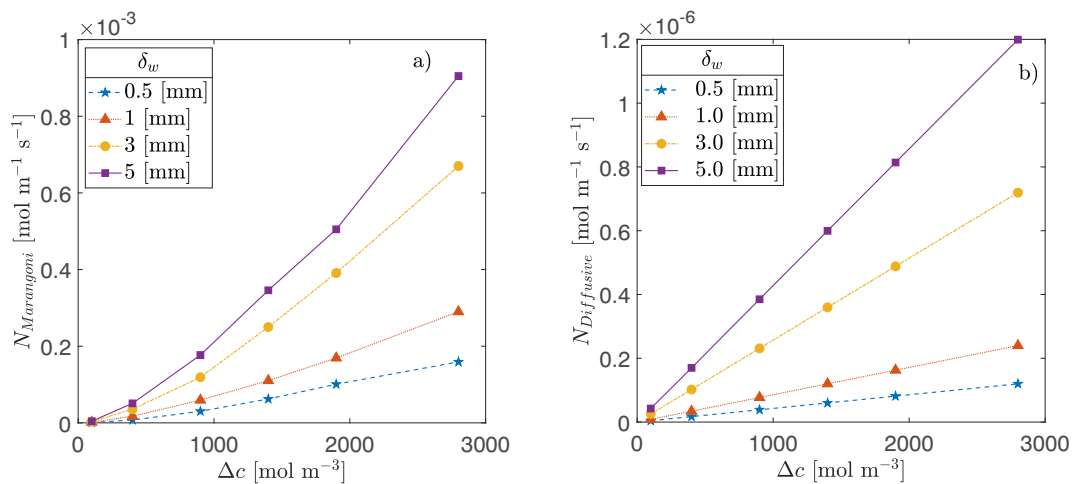 ×10⁻³
1
0.8
0.6
0.4
0.2
0
N_Marangoni [mol m⁻¹ s⁻¹]
δ_w
0.5 [mm]
1 [mm]
3 [mm]
5 [mm]
a)
0 1000 2000 3000
Δc [mol m⁻³]
×10⁻⁶
1.2
1
0.8
0.6
0.4
0.2
0
N_Diffusive [mol m⁻¹ s⁻¹]
δ_w
0.5 [mm]
1.0 [mm]
3.0 [mm]
5.0 [mm]
b)
0 1000 2000 3000
Δc [mol m⁻³]